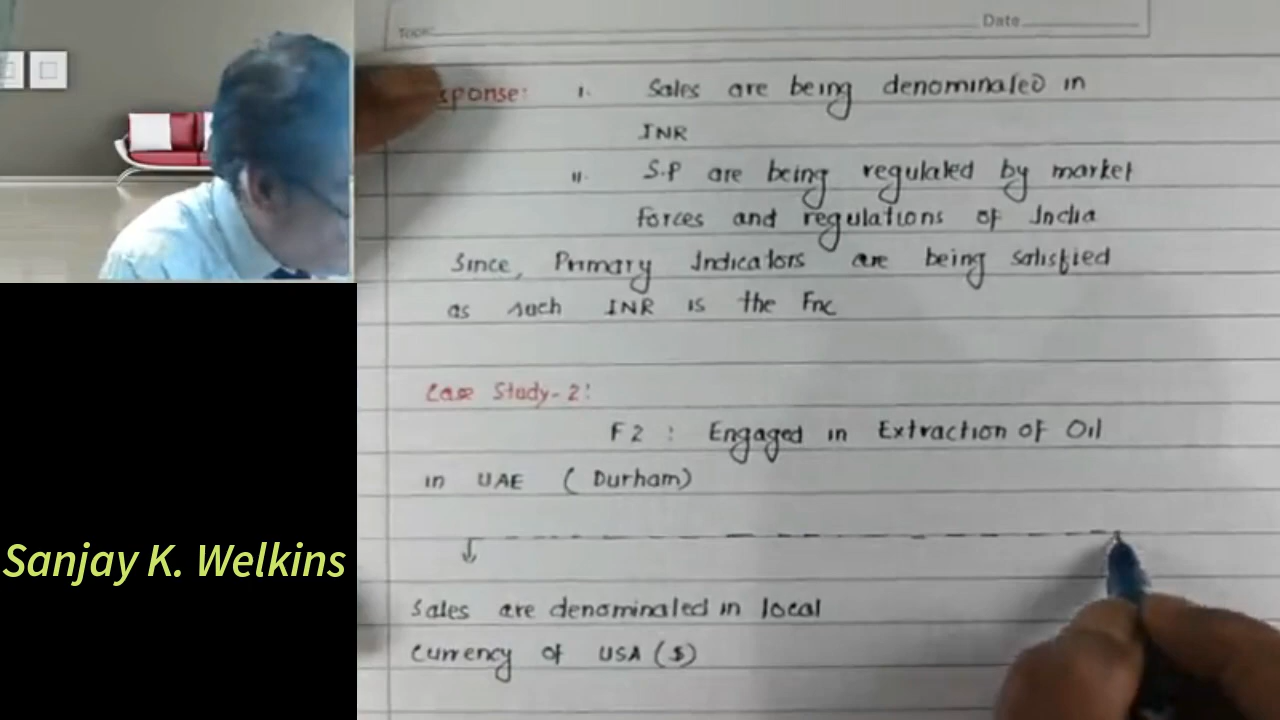 Date
sponse: i. Sales are being denominated in
INR
ii. S.P are being regulated by market
forces and regulations of India
Since, Primary Indicators are being satisfied
as such INR is the Fnc
Case Study-2:
F2 : Engaged in Extraction of Oil
in UAE ( Durham)
Sales are denominated in local
Currency of USA ($)
Sanjay K. Welkins